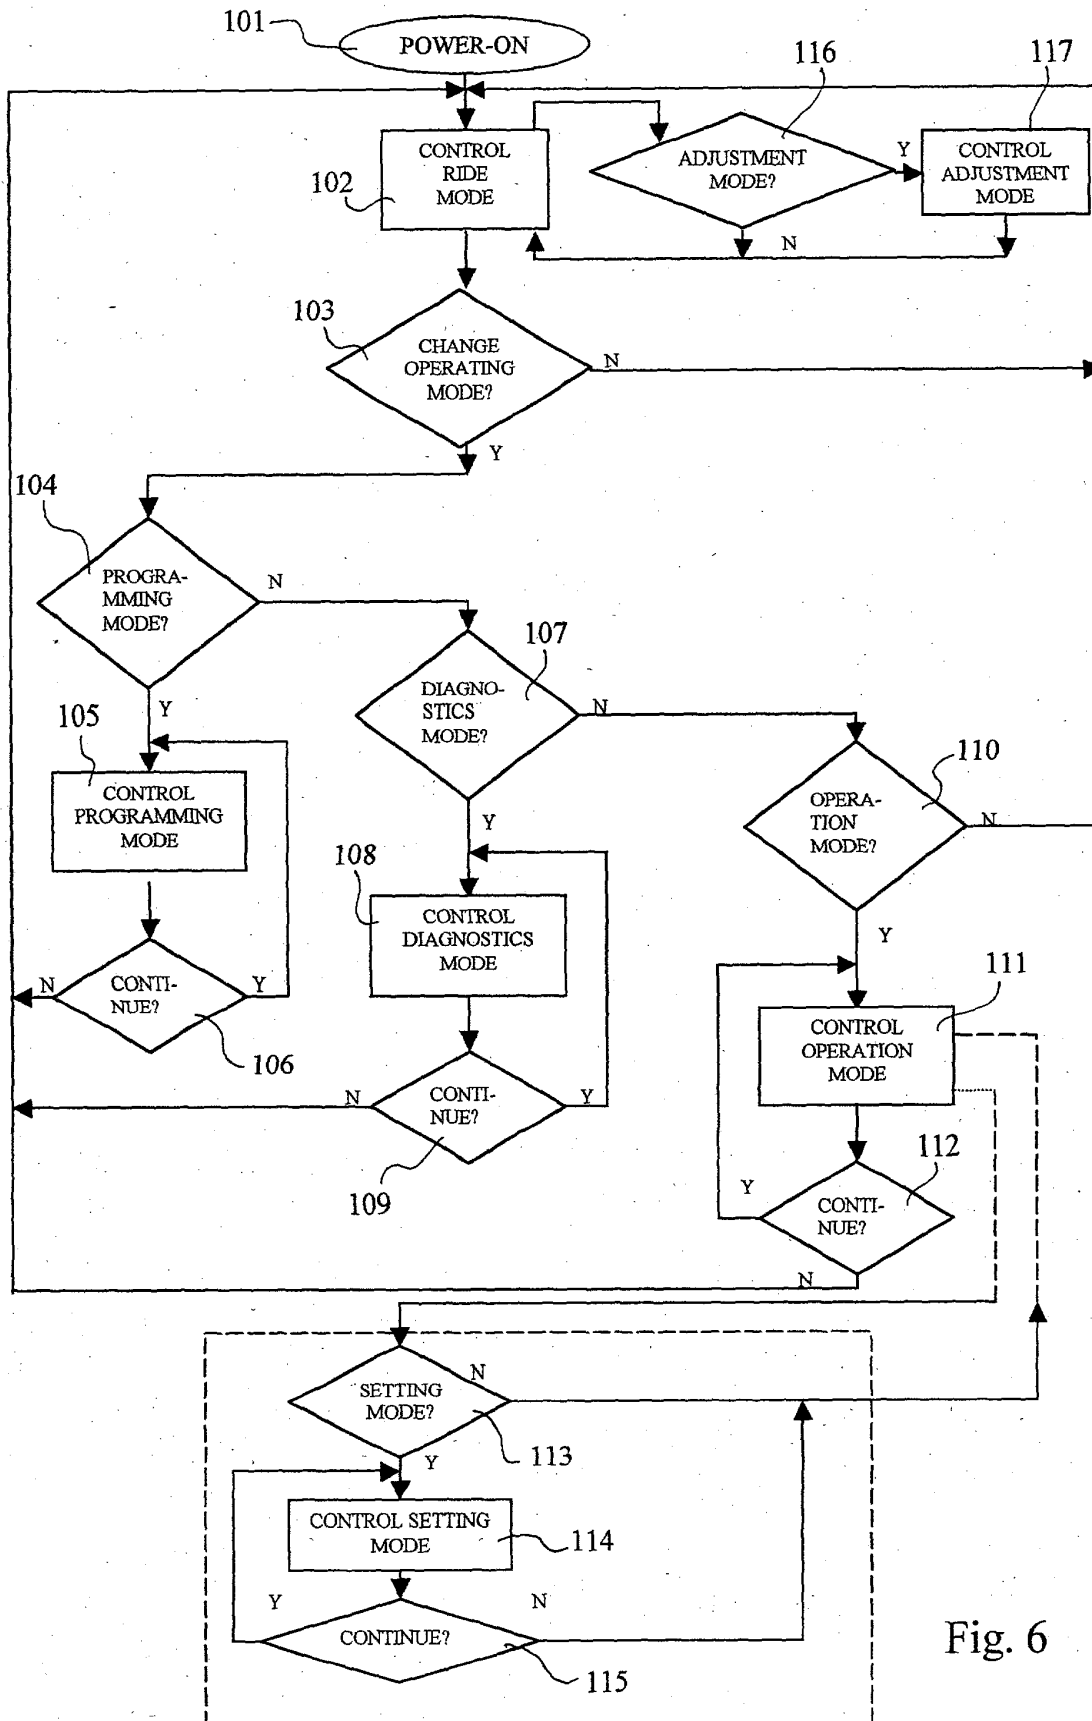 101
POWER-ON
116
117
CONTROL
RIDE
MODE
102
ADJUSTMENT
MODE?
Y
CONTROL
ADJUSTMENT
MODE
N
103
CHANGE
OPERATING
MODE?
N
Y
104
PROGRA-
MMING
MODE?
N
Y
107
DIAGNO-
STICS
MODE?
N
Y
105
CONTROL
PROGRAMMING
MODE
110
OPERA-
TION
MODE?
N
Y
108
CONTROL
DIAGNOSTICS
MODE
N
CONTI-
NUE?
Y
106
111
CONTROL
OPERATION
MODE
N
CONTI-
NUE?
Y
109
112
Y
CONTI-
NUE?
N
SETTING
MODE?
N
Y
113
CONTROL SETTING
MODE
114
Y
N
CONTINUE?
115
Fig. 6